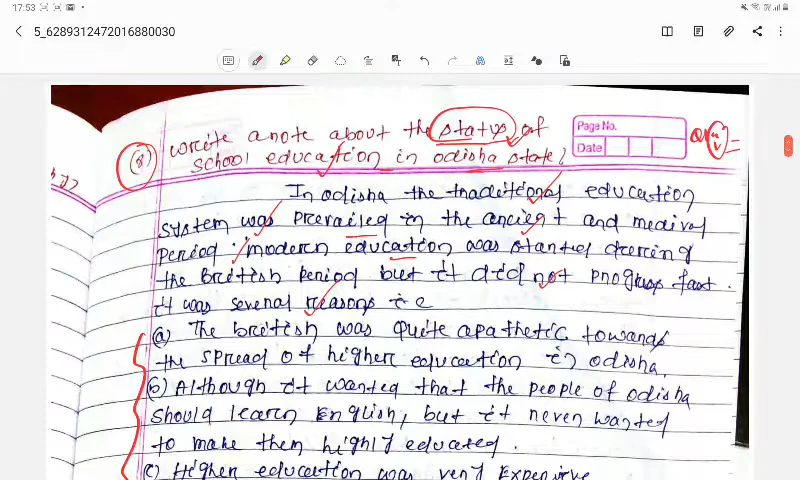 17:53
5_6289312472016880030
(8) Write a note about the status of
school education in odisha state?
Page No.
Date
In odisha the traditional education
system was prevailed in the ancient and medival
period. modern education was started during
the british period but it did not progress fast.
it was several reasons i e
(a) The british was quite apathetic towards
the spread of higher education in odisha.
(b) Although it wanted that the people of odisha
should learn English, but it never wanted
to make them highly educated.
(c) Higher education was very expensive